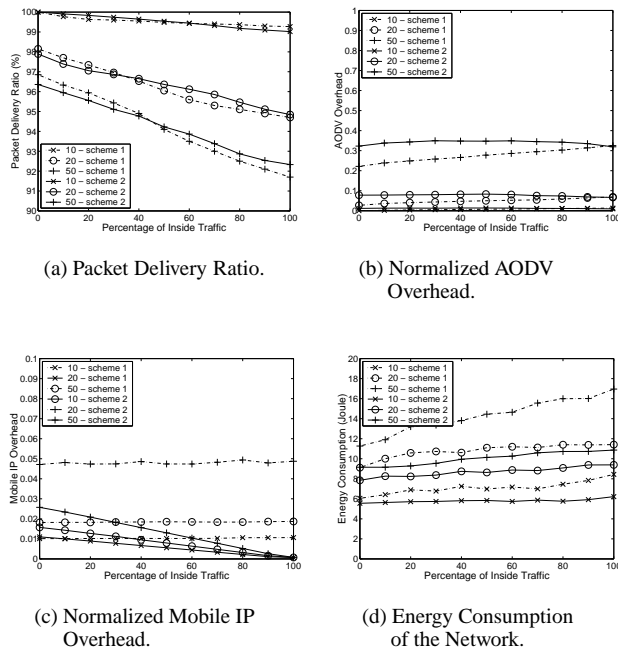 100
99
98
97
96
95
94
93
92
91
90
Packet Delivery Ratio (%)
10 − scheme 1
20 − scheme 1
50 − scheme 1
10 − scheme 2
20 − scheme 2
50 − scheme 2
0 20 40 60 80 100
Percentage of Inside Traffic
(a) Packet Delivery Ratio.
1
0.9
0.8
0.7
0.6
0.5
0.4
0.3
0.2
0.1
0
AODV Overhead
10 − scheme 1
20 − scheme 1
50 − scheme 1
10 − scheme 2
20 − scheme 2
50 − scheme 2
0 20 40 60 80 100
Percentage of Inside Traffic
(b) Normalized AODV
Overhead.
0.1
0.09
0.08
0.07
0.06
0.05
0.04
0.03
0.02
0.01
0
Mobile IP Overhead
10 − scheme 1
20 − scheme 1
50 − scheme 1
10 − scheme 2
20 − scheme 2
50 − scheme 2
0 20 40 60 80 100
Percentage of Inside Traffic
(c) Normalized Mobile IP
Overhead.
20
18
16
14
12
10
8
6
4
2
0
Energy Consumption (Joule)
10 − scheme 1
20 − scheme 1
50 − scheme 1
10 − scheme 2
20 − scheme 2
50 − scheme 2
0 20 40 60 80 100
Percentage of Inside Traffic
(d) Energy Consumption
of the Network.